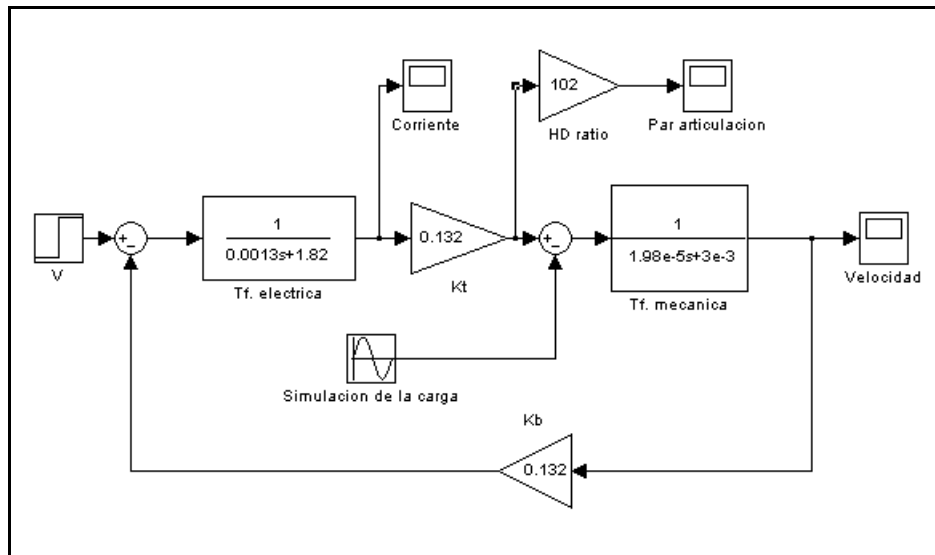 102
Corriente
HD ratio
Par articulacion
+
-
1
0.0013s+1.82
0.132
+
-
1
1.98e-5s+3e-3
V
Tf. electrica
Kt
Tf. mecanica
Velocidad
Simulacion de la carga
Kb
0.132